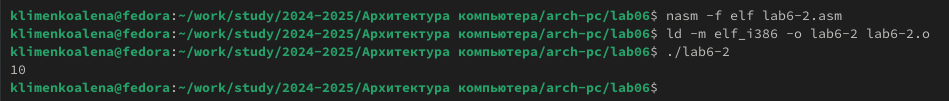 klimenkoalena@fedora:~/work/study/2024-2025/Архитектура компьютера/arch-pc/lab06$ nasm -f elf lab6-2.asm
klimenkoalena@fedora:~/work/study/2024-2025/Архитектура компьютера/arch-pc/lab06$ ld -m elf_i386 -o lab6-2 lab6-2.o
klimenkoalena@fedora:~/work/study/2024-2025/Архитектура компьютера/arch-pc/lab06$ ./lab6-2
10
klimenkoalena@fedora:~/work/study/2024-2025/Архитектура компьютера/arch-pc/lab06$